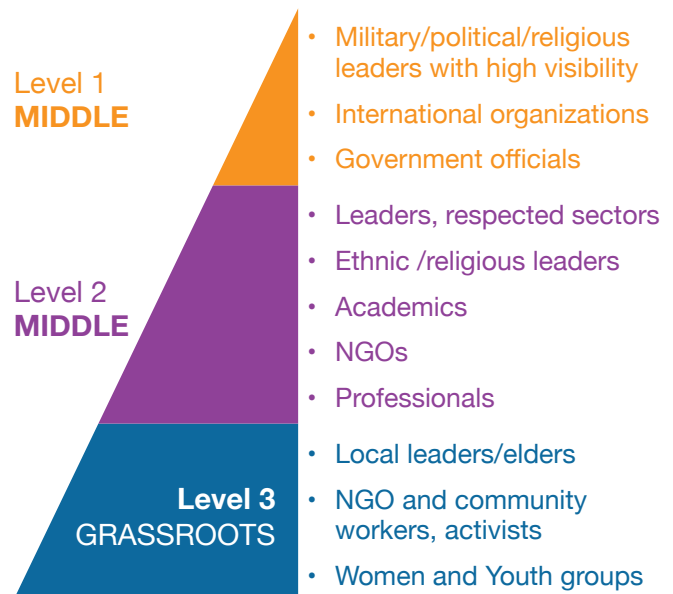 Level 1
MIDDLE
• Military/political/religious
leaders with high visibility
• International organizations
• Government officials
Level 2
MIDDLE
• Leaders, respected sectors
• Ethnic /religious leaders
• Academics
• NGOs
• Professionals
Level 3
GRASSROOTS
• Local leaders/elders
• NGO and community
workers, activists
• Women and Youth groups